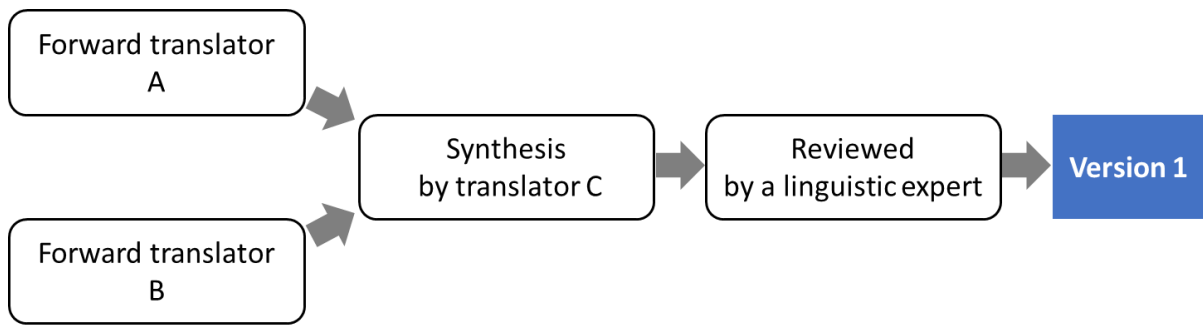 Forward translator
A
Forward translator
B
Synthesis
by translator C
Reviewed
by a linguistic expert
Version 1